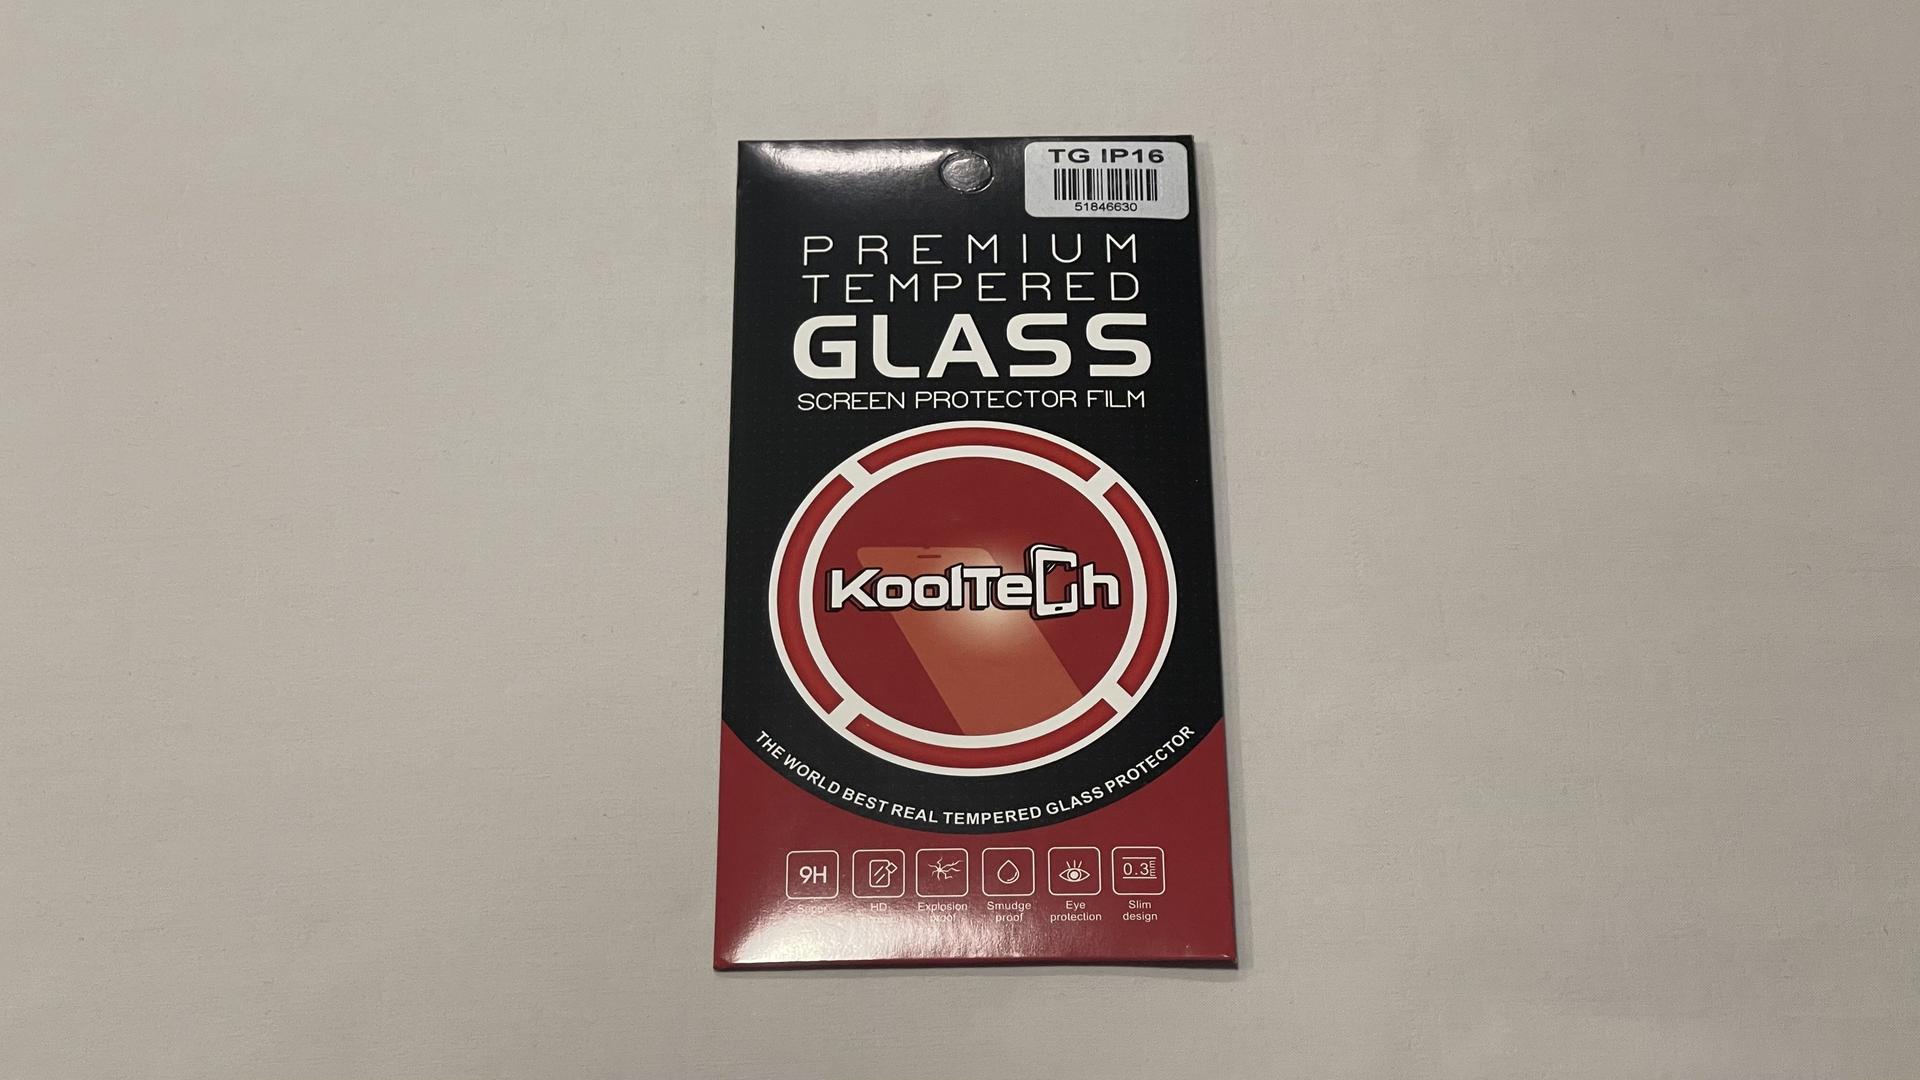 TG IP16
51846630
PREMIUM
TEMPERED
GLASS
SCREEN PROTECTOR FILM
KoolTech
THE WORLD BEST REAL TEMPERED GLASS PROTECTOR
9H
0.3
Super
HD
Explosion
proof
Smudge
proof
Eye
protection
Slim
design